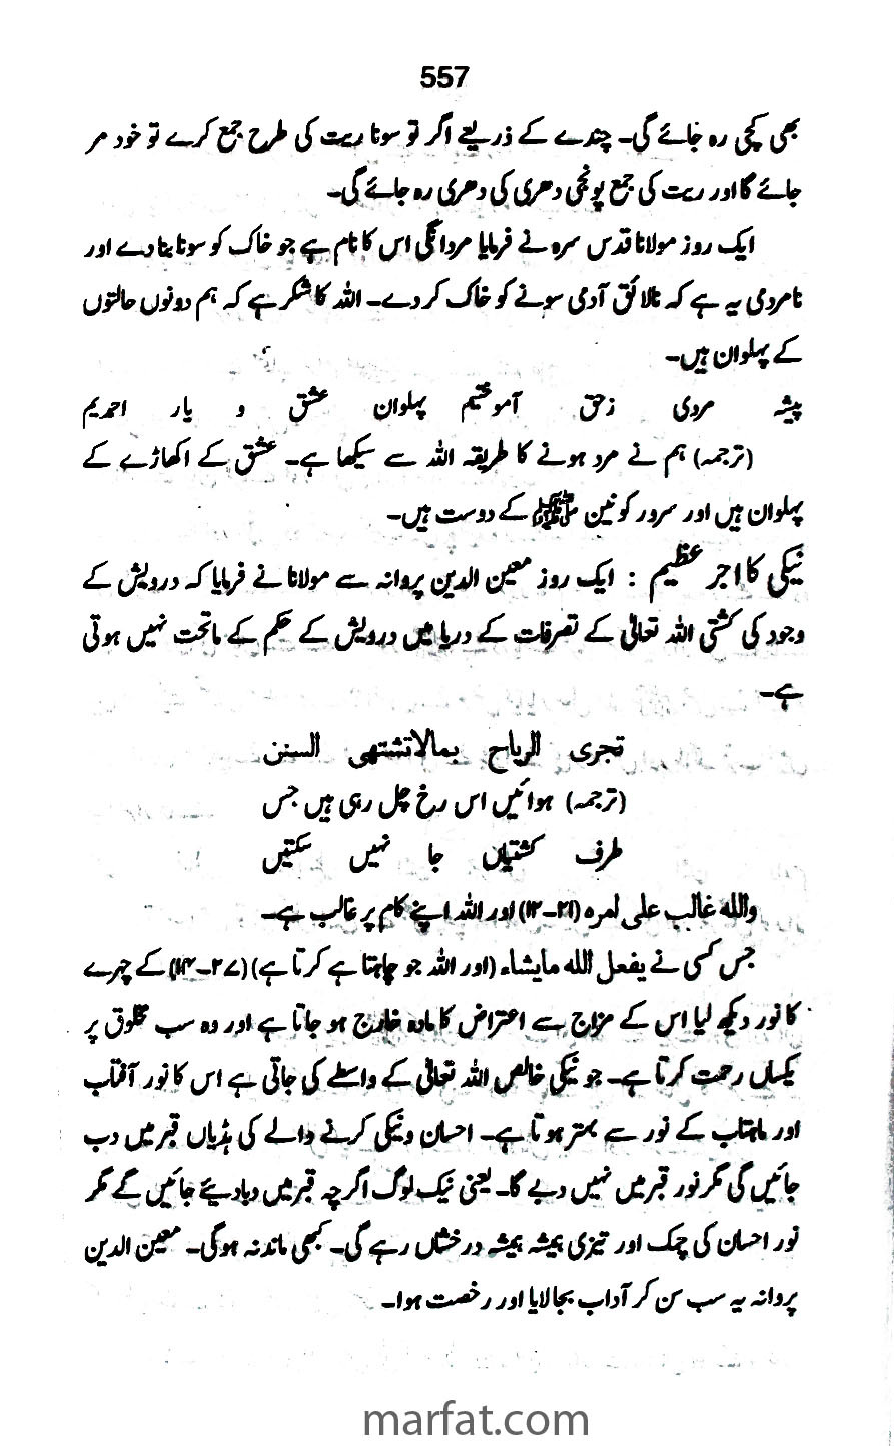 557
بھی کچی رہ جائے گی۔ چندے کے ذریعے اگر تو سونا ریت کی طرح جمع کرے تو خود مر
جائے گا اور ریت کی جمع پونجی دھری کی دھری رہ جائے گی۔
ایک روز مولانا قدس سرہ نے فرمایا مردانگی اس کا نام ہے جو خاک کو سونا بنا دے اور
نامردمی یہ ہے کہ نالائق آدمی سونے کو خاک کر دے۔ اللہ کا شکر ہے کہ ہم دونوں حالتوں
کے پہلوان ہیں۔
پیشہ مردی زحق آموختیم پہلوان عشق و یار احمدیم
(ترجمہ) ہم نے مرد ہونے کا طریقہ اللہ سے سیکھا ہے۔ عشق کے اکھاڑے کے
پہلوان ہیں اور سرور کونین ﷺ کے دوست ہیں۔
نیکی کا اجر عظیم : ایک روز معین الدین پروانہ سے مولانا نے فرمایا کہ درویش کے
وجود کی کشتی اللہ تعالیٰ کے تصرفات کے دریا میں درویش کے حکم کے ماتحت نہیں ہوتی
ہے۔
تجری الریاح بمالاتشتھی السفن
(ترجمہ) ہوائیں اس رخ چل رہی ہیں جس
طرف کشتیاں جا نہیں سکتیں
واللہ غالب علی امرہ (۲۱-۱۲) اور اللہ اپنے کام پر غالب ہے۔
جس کسی نے یفعل اللہ مایشاء (اور اللہ جو چاہتا ہے کرتا ہے) (۲۷-۱۴) کے چہرے
کا نور دیکھ لیا اس کے مزاج سے اعتراض کا مادہ خارج ہو جاتا ہے اور وہ سب مخلوق پر
یکساں رحمت کرتا ہے۔ جو نیکی خالص اللہ تعالیٰ کے واسطے کی جاتی ہے اس کا نور آفتاب
اور ماہتاب کے نور سے بہتر ہوتا ہے۔ احسان ونیکی کرنے والے کی ہڈیاں قبر میں دب
جائیں گی مگر نور قبر میں نہیں دبے گا۔ یعنی نیک لوگ اگرچہ قبر میں دبا دیئے جائیں گے مگر
نور احسان کی چمک اور تیزی ہمیشہ ہمیشہ درخشاں رہے گی۔ کبھی ماند نہ ہوگی۔ معین الدین
پروانہ یہ سب سن کر آداب بجا لایا اور رخصت ہوا۔
marfat.com